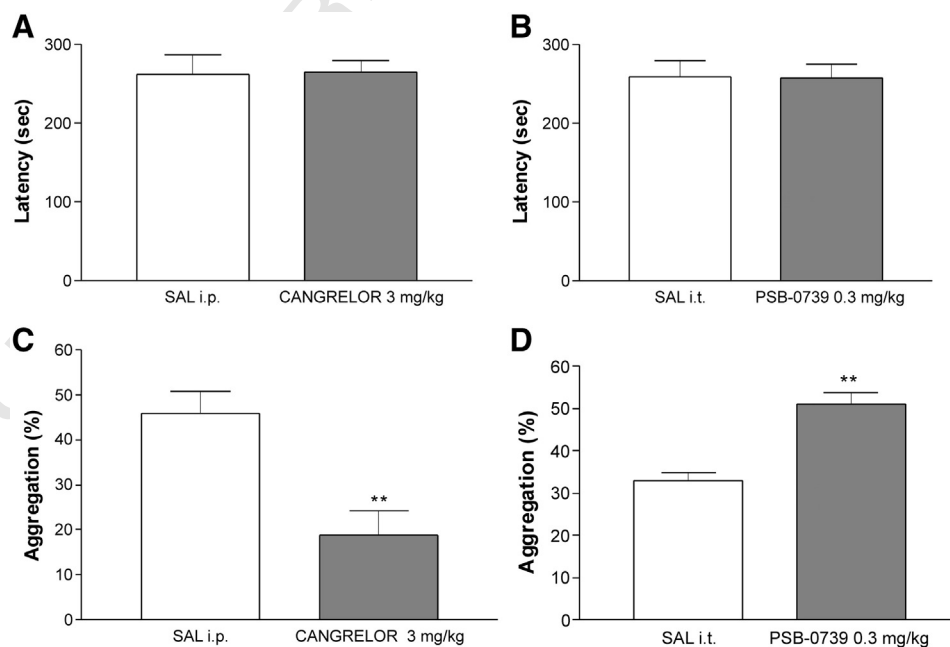 A
Latency (sec)
300
200
100
0
SAL i.p.
CANGRELOR 3 mg/kg
B
Latency (sec)
300
200
100
0
SAL i.t.
PSB-0739 0.3 mg/kg
C
Aggregation (%)
60
50
40
30
20
10
0
**
SAL i.p.
CANGRELOR 3 mg/kg
D
Aggregation (%)
60
50
40
30
20
10
0
**
SAL i.t.
PSB-0739 0.3 mg/kg